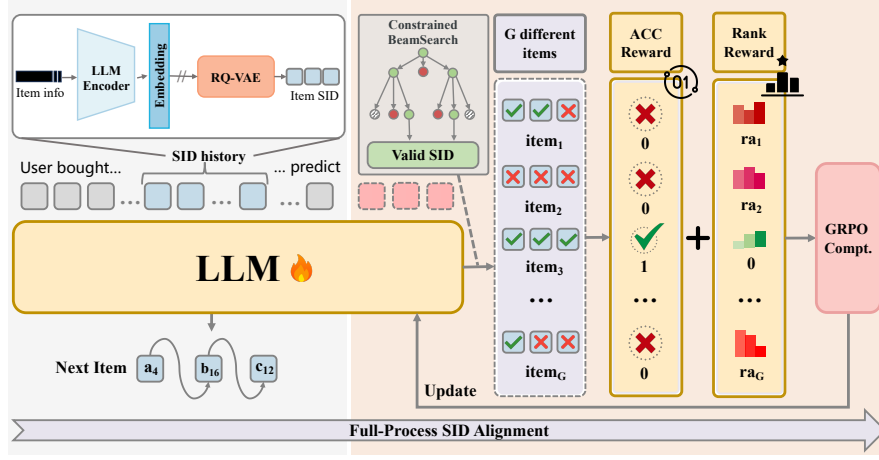 Item info
LLM
Encoder
Embedding
RQ-VAE
Item SID
SID history
User bought...
... predict
...
...
...
LLM
Next Item
a4
b16
c12
Constrained
BeamSearch
Valid SID
G different
items
item1
item2
item3
...
itemG
ACC
Reward
01
0
0
1
...
0
Rank
Reward
ra1
ra2
0
...
raG
GRPO
Compt.
Update
Full-Process SID Alignment